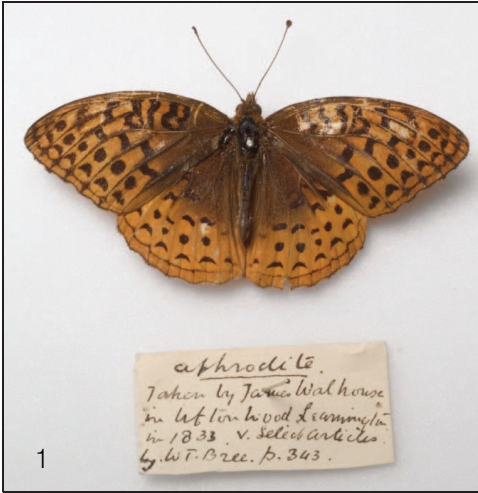 aphrodite.
Taken by James Walhouse
in Ufton Wood Leamington
in 1833. v. Select articles
by W.T. Bree. p. 343.
1